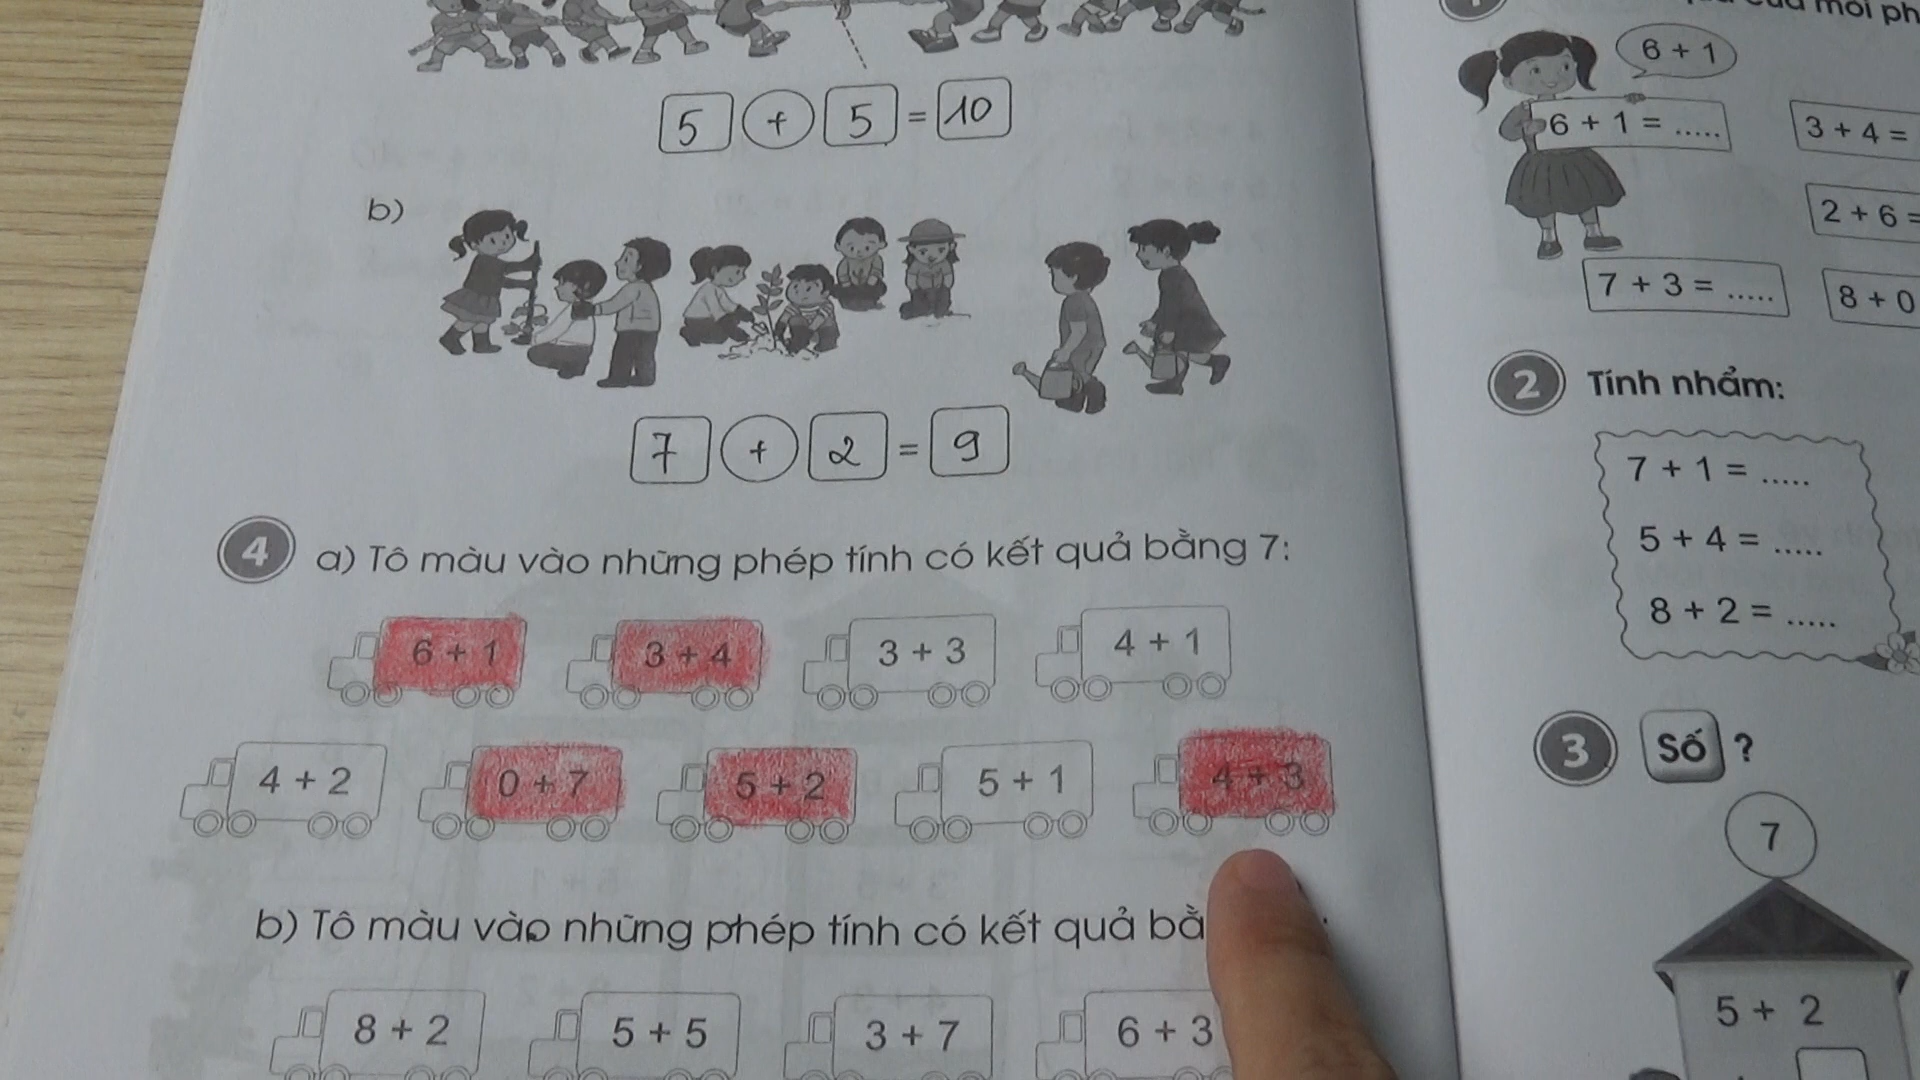 5 + 5 = 10
b)
7 + 2 = 9
4 a) Tô màu vào những phép tính có kết quả bằng 7:
6 + 1 3 + 4 3 + 3 4 + 1
4 + 2 0 + 7 5 + 2 5 + 1 4 + 3
b) Tô màu vào những phép tính có kết quả
8 + 2 5 + 5 3 + 7 6 + 3
6 + 1
6 + 1 = ..... 3 + 4 =
2 + 6 =
7 + 3 = ..... 8 + 0
2 Tính nhẩm:
7 + 1 = .....
5 + 4 = .....
8 + 2 = .....
3 Số ?
7
5 + 2